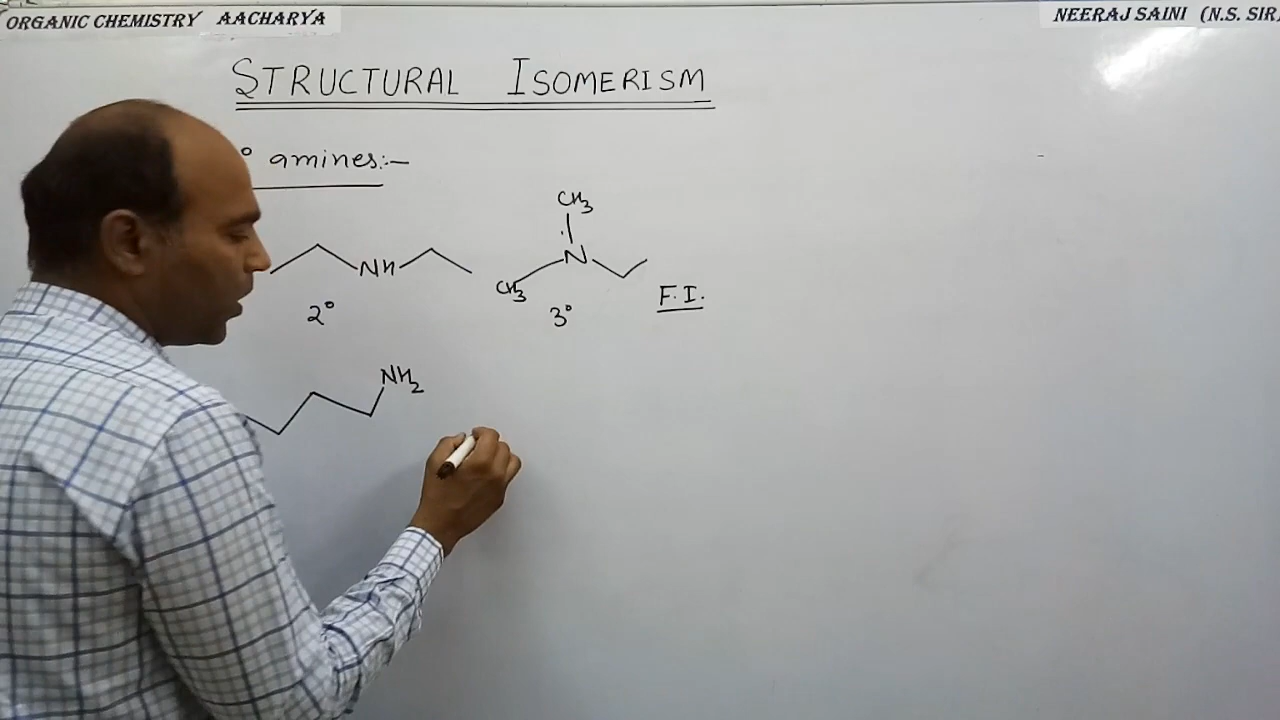 ORGANIC CHEMISTRY AACHARYA
NEERAJ SAINI (N.S. SIR)
STRUCTURAL ISOMERISM
° amines:-
CH3
NH
N
CH3
2°
3°
F.I.
NH2